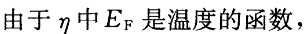 由于 η 中 E_F 是温度的函数，